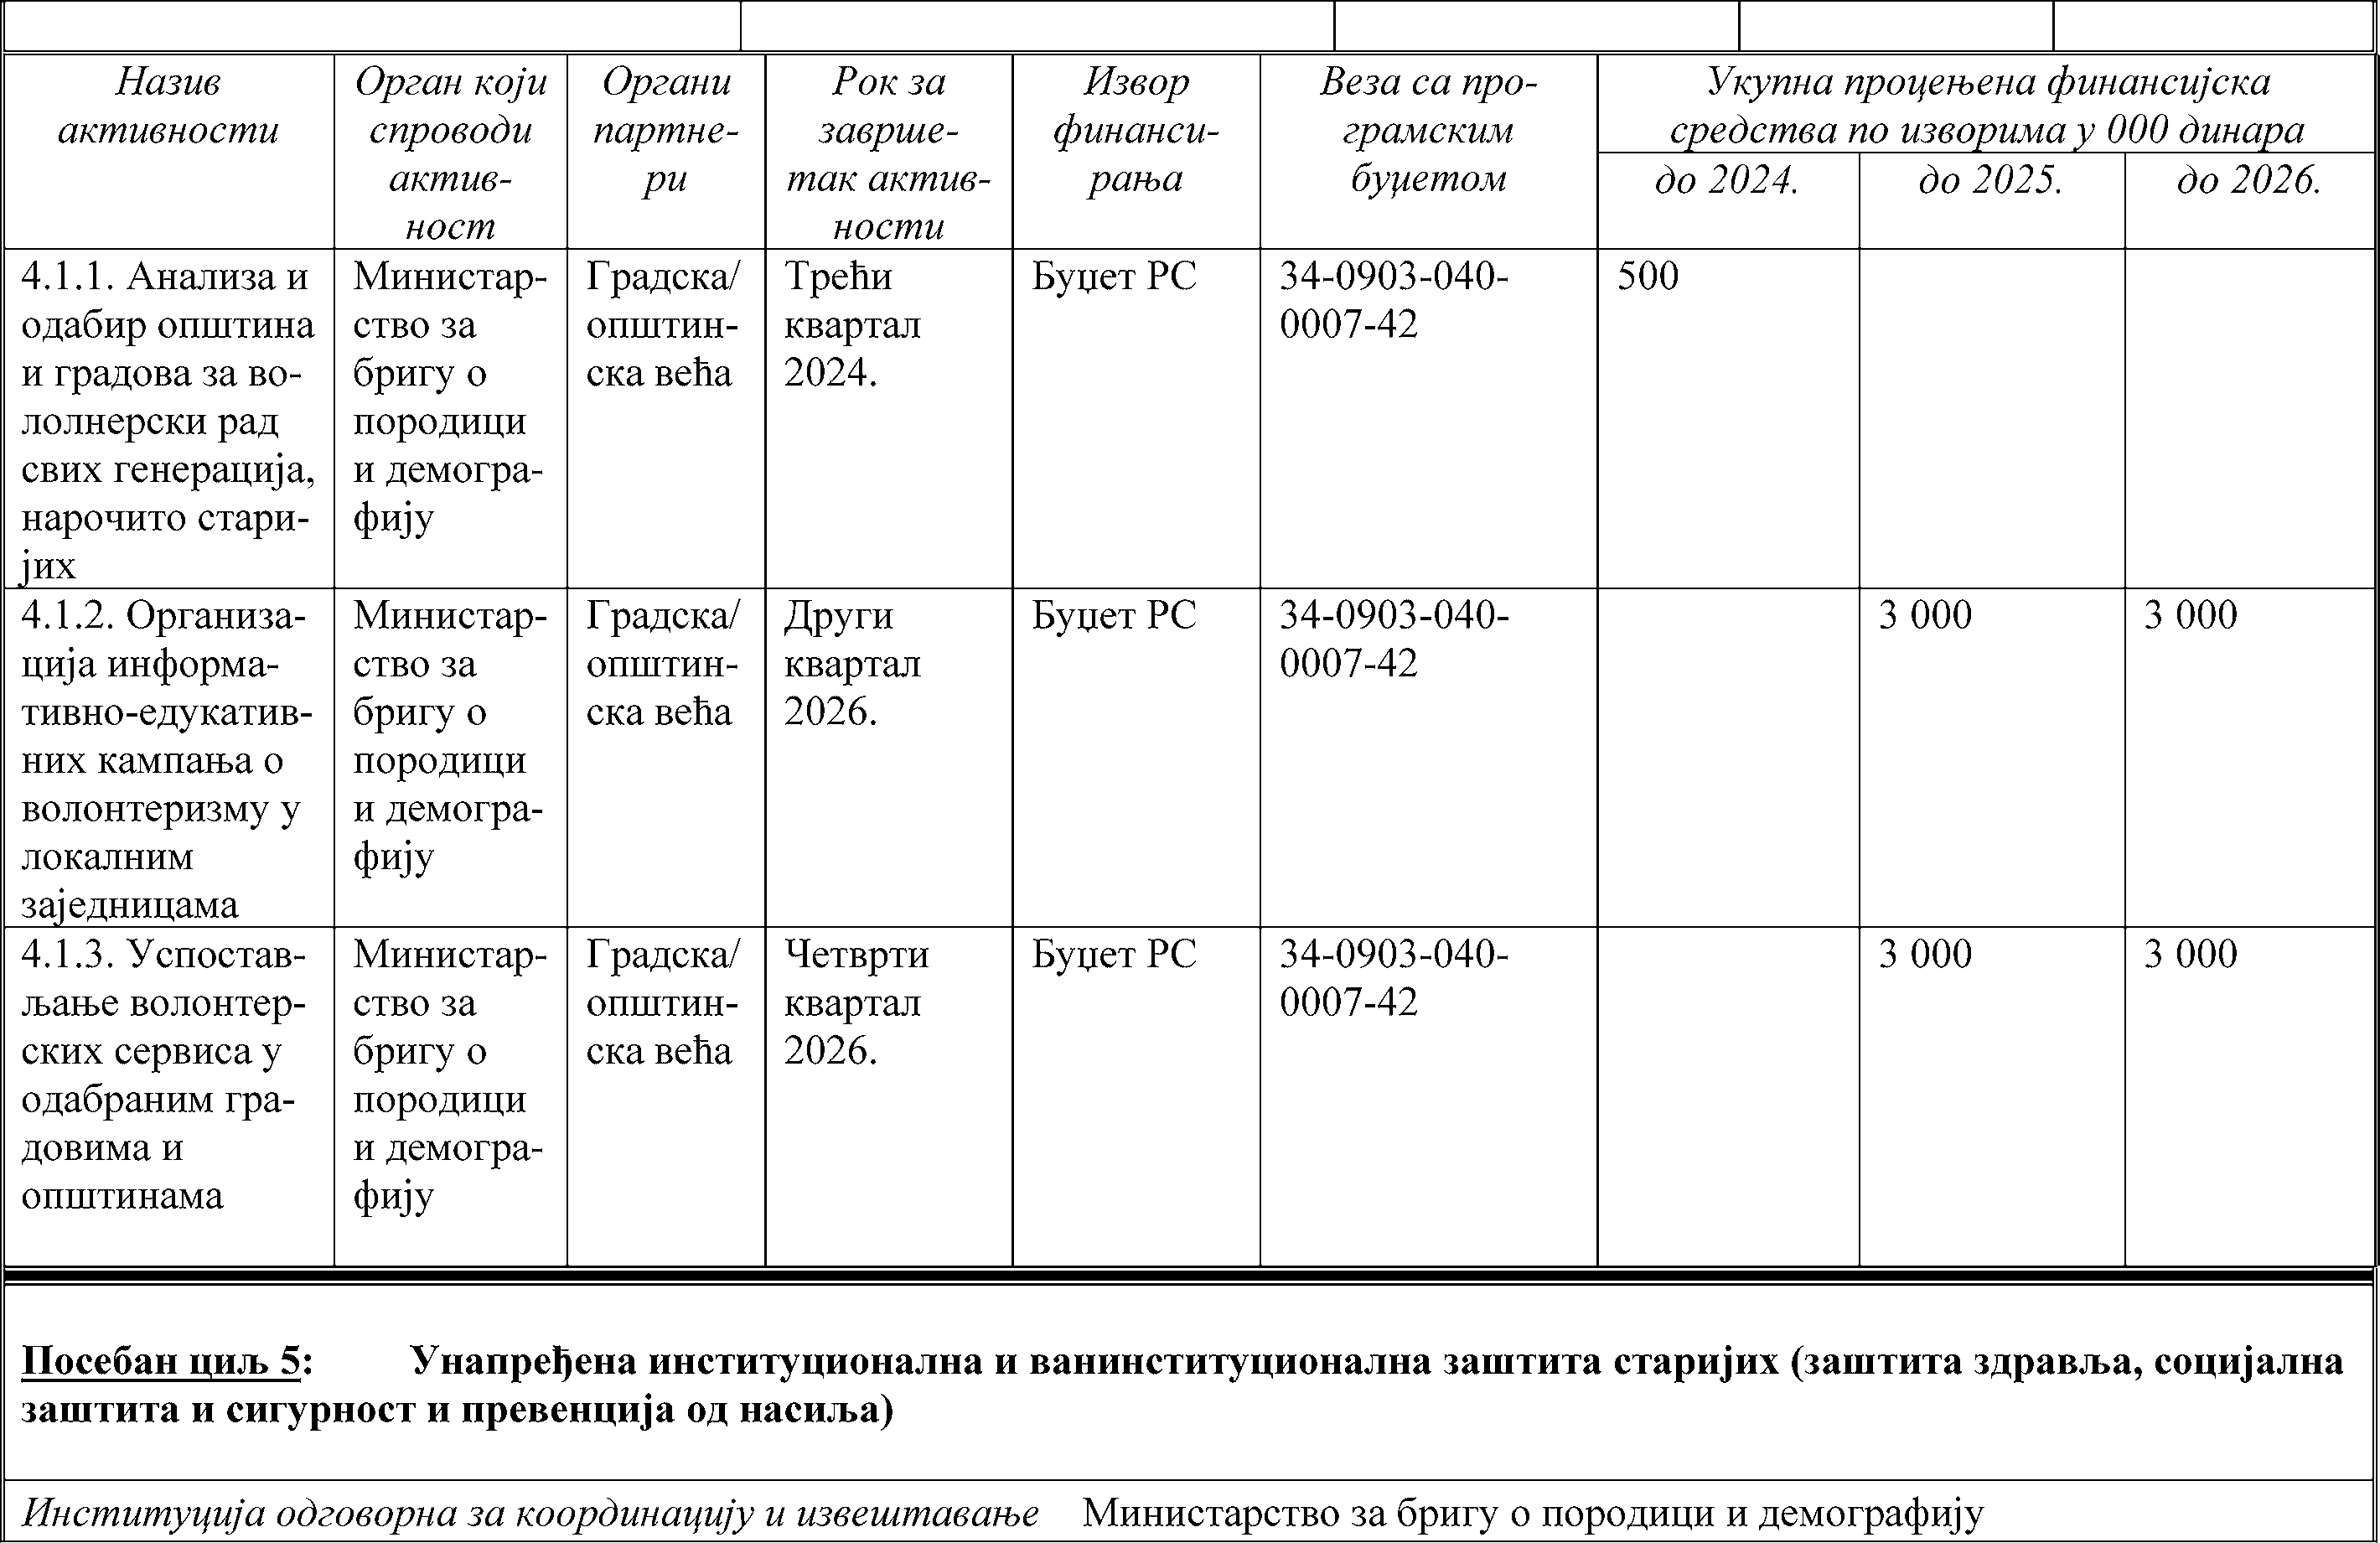 Назив
активности
Орган који
спроводи
актив-
ност
Органи
партне-
ри
Рок за
заврше-
так актив-
ности
Извор
финанси-
рања
Веза са про-
грамским
буџетом
Укупна процењена финансијска
средства по изворима у 000 динара
до 2024.
до 2025.
до 2026.
4.1.1. Анализа и
одабир општина
и градова за во-
лолнерски рад
свих генерација,
нарочито стари-
јих
Министар-
ство за
бригу о
породици
и демогра-
фију
Градска/
општин-
ска већа
Трећи
квартал
2024.
Буџет РС
34-0903-040-
0007-42
500
4.1.2. Организа-
ција информа-
тивно-едукатив-
них кампања о
волонтеризму у
локалним
заједницама
Министар-
ство за
бригу о
породици
и демогра-
фију
Градска/
општин-
ска већа
Други
квартал
2026.
Буџет РС
34-0903-040-
0007-42
3 000
3 000
4.1.3. Успостав-
љање волонтер-
ских сервиса у
одабраним гра-
довима и
општинама
Министар-
ство за
бригу о
породици
и демогра-
фију
Градска/
општин-
ска већа
Четврти
квартал
2026.
Буџет РС
34-0903-040-
0007-42
3 000
3 000
Посебан циљ 5: Унапређена институционална и ванинституционална заштита старијих (заштита здравља, социјална
заштита и сигурност и превенција од насиља)
Институција одговорна за координацију и извештавање Министарство за бригу о породици и демографију